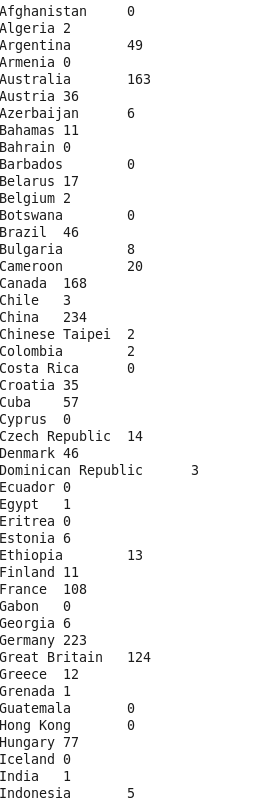 Afghanistan 0
Algeria 2
Argentina 49
Armenia 0
Australia 163
Austria 36
Azerbaijan 6
Bahamas 11
Bahrain 0
Barbados 0
Belarus 17
Belgium 2
Botswana 0
Brazil 46
Bulgaria 8
Cameroon 20
Canada 168
Chile 3
China 234
Chinese Taipei 2
Colombia 2
Costa Rica 0
Croatia 35
Cuba 57
Cyprus 0
Czech Republic 14
Denmark 46
Dominican Republic 3
Ecuador 0
Egypt 1
Eritrea 0
Estonia 6
Ethiopia 13
Finland 11
France 108
Gabon 0
Georgia 6
Germany 223
Great Britain 124
Greece 12
Grenada 1
Guatemala 0
Hong Kong 0
Hungary 77
Iceland 0
India 1
Indonesia 5